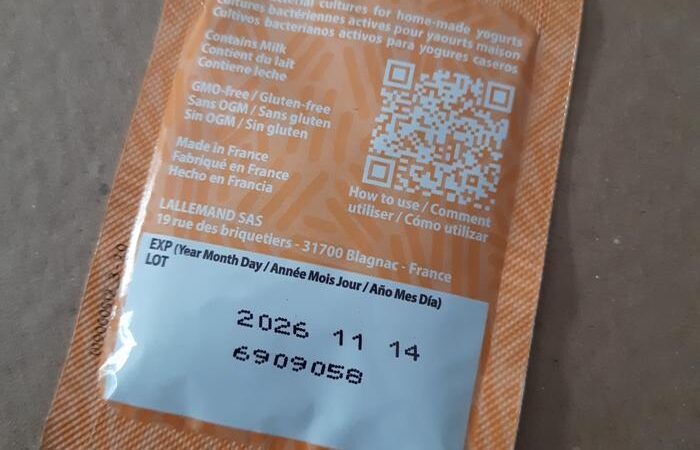 cultures for home-made yogurts
Cultures bactériennes actives pour yaourts maison
Cultivos bacterianos activos para yogures caseros
Contains Milk
Contient du lait
Contiene leche
GMO-free / Gluten-free
Sans OGM / Sans gluten
Sin OGM / Sin gluten
Made in France
Fabriqué en France
Hecho en Francia
How to use / Comment
utiliser / Cómo utilizar
LALLEMAND SAS
19 rue des briquetiers - 31700 Blagnac - France
EXP (Year Month Day / Année Mois Jour / Año Mes Día)
LOT
2026 11 14
6909058